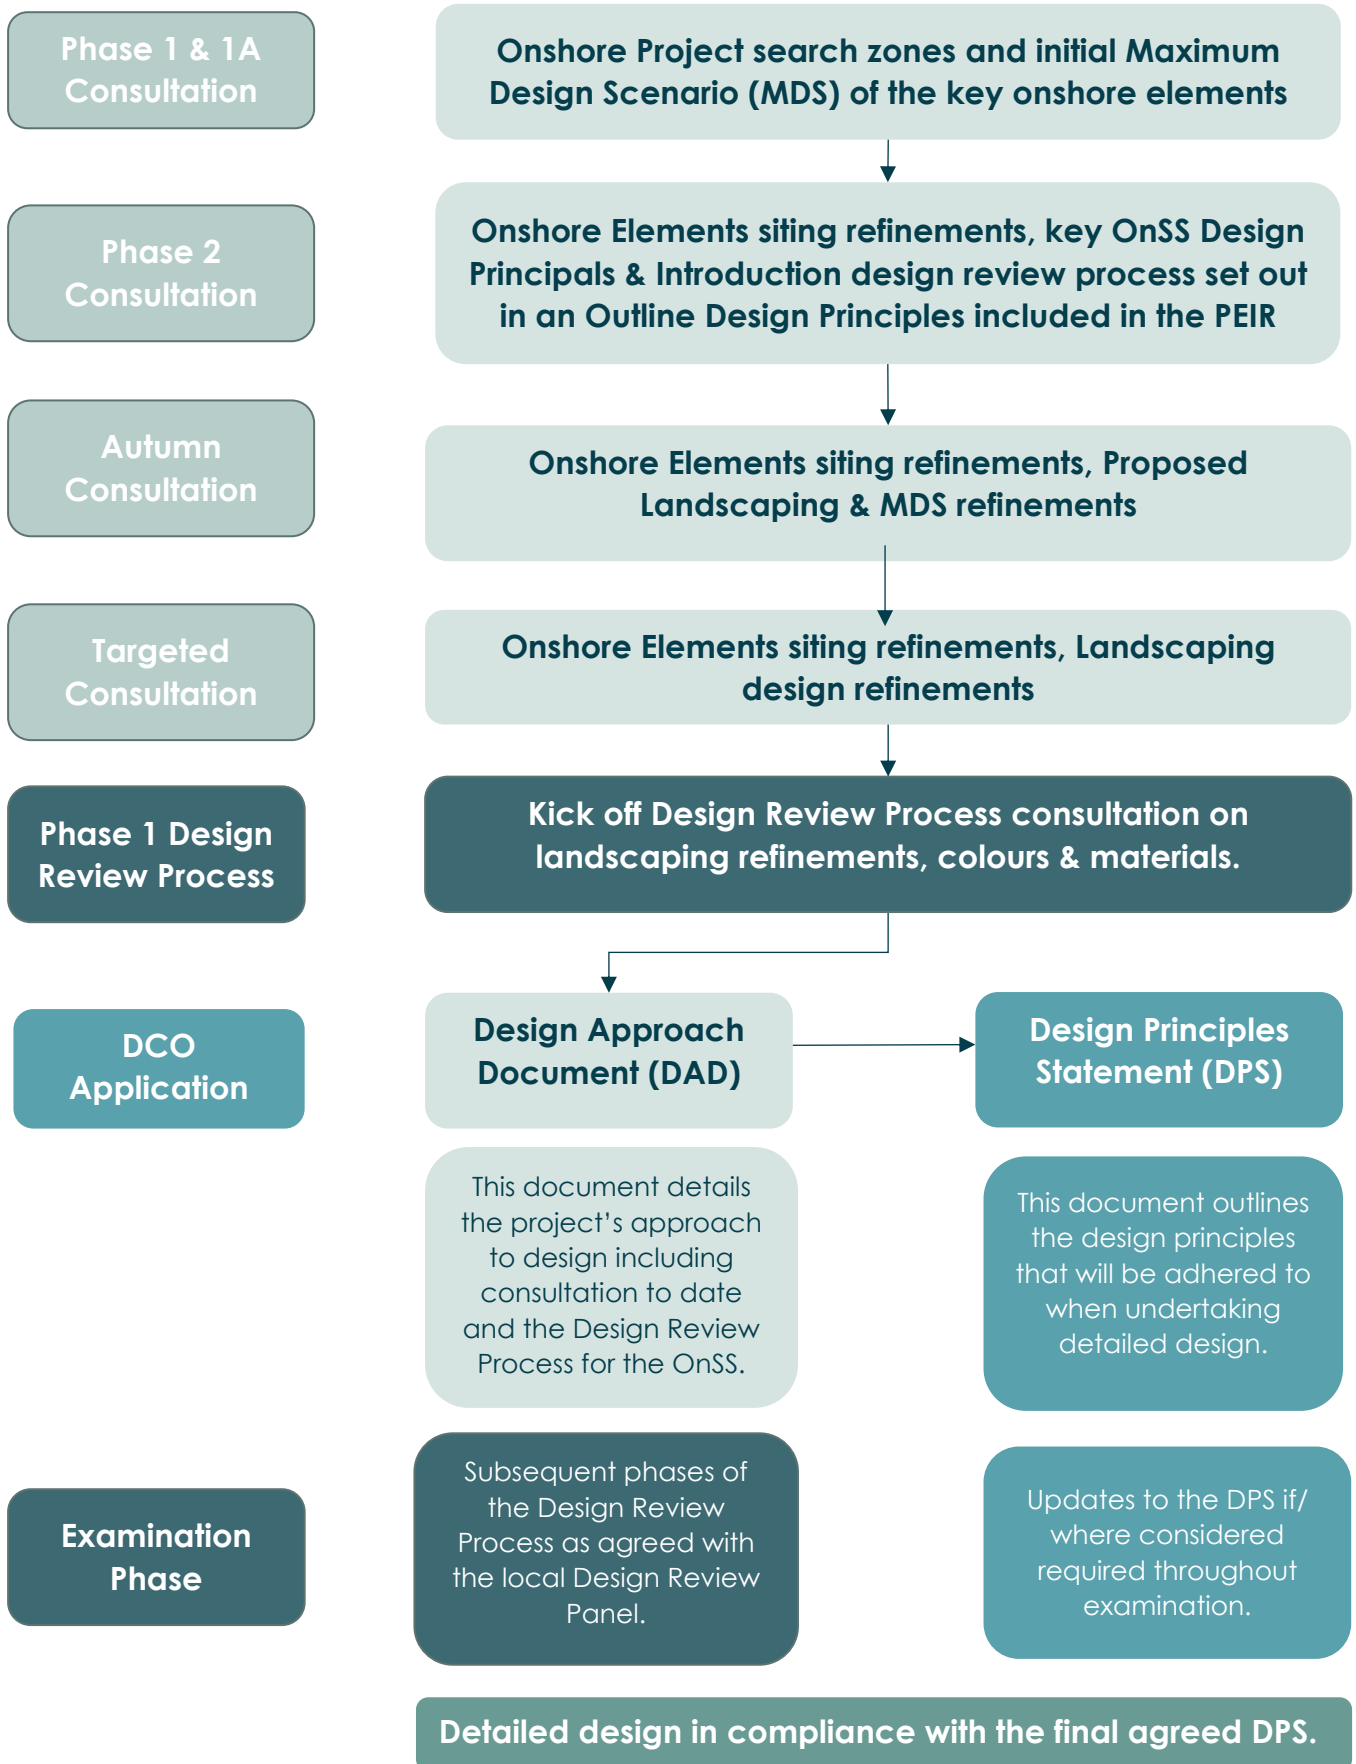 Phase 1 & 1A
Consultation
Onshore Project search zones and initial Maximum
Design Scenario (MDS) of the key onshore elements
Phase 2
Consultation
Onshore Elements siting refinements, key OnSS Design
Principals & Introduction design review process set out
in an Outline Design Principles included in the PEIR
Autumn
Consultation
Onshore Elements siting refinements, Proposed
Landscaping & MDS refinements
Targeted
Consultation
Onshore Elements siting refinements, Landscaping
design refinements
Phase 1 Design
Review Process
Kick off Design Review Process consultation on
landscaping refinements, colours & materials.
DCO
Application
Design Approach
Document (DAD)
Design Principles
Statement (DPS)
This document details
the project’s approach
to design including
consultation to date
and the Design Review
Process for the OnSS.
This document outlines
the design principles
that will be adhered to
when undertaking
detailed design.
Examination
Phase
Subsequent phases of
the Design Review
Process as agreed with
the local Design Review
Panel.
Updates to the DPS if/
where considered
required throughout
examination.
Detailed design in compliance with the final agreed DPS.